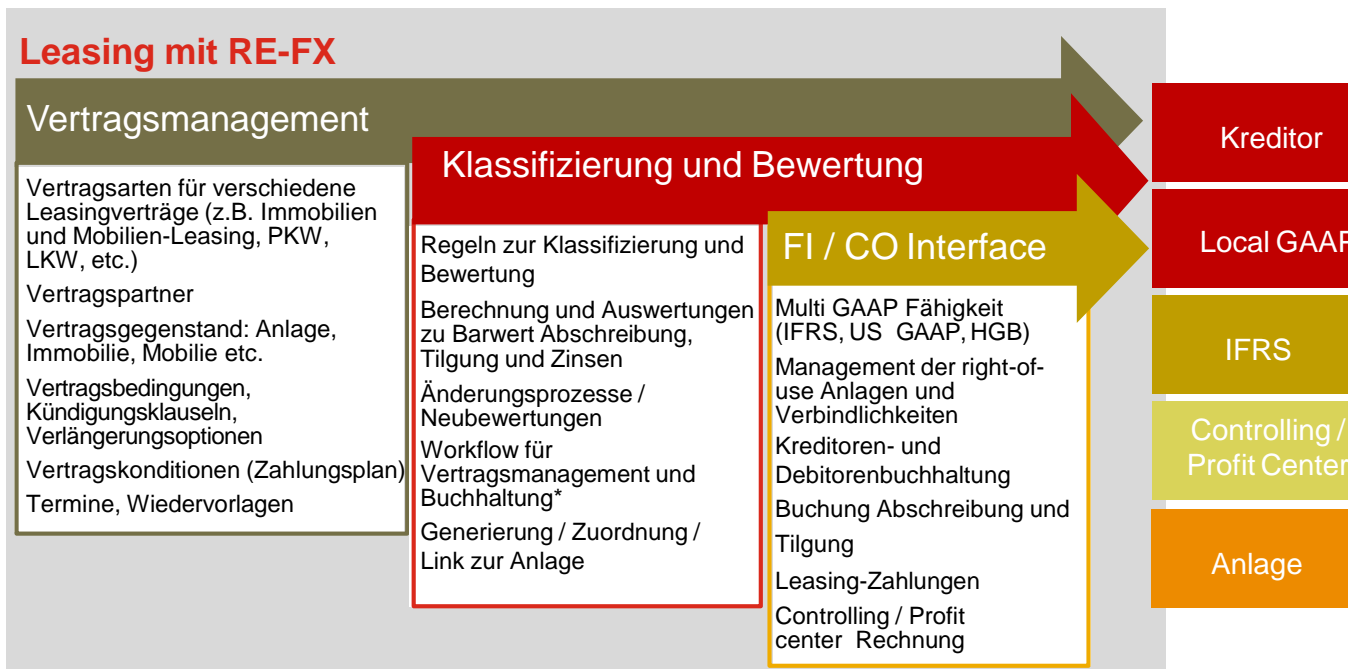 Leasing mit RE-FX
Vertragsmanagement
Vertragsarten für verschiedene
Leasingverträge (z.B. Immobilien
und Mobilien-Leasing, PKW,
LKW, etc.)
Vertragspartner
Vertragsgegenstand: Anlage,
Immobilie, Mobilie etc.
Vertragsbedingungen,
Kündigungsklauseln,
Verlängerungsoptionen
Vertragskonditionen (Zahlungsplan)
Termine, Wiedervorlagen
Klassifizierung und Bewertung
Regeln zur Klassifizierung und
Bewertung
Berechnung und Auswertungen
zu Barwert Abschreibung,
Tilgung und Zinsen
Änderungsprozesse /
Neubewertungen
Workflow für
Vertragsmanagement und
Buchhaltung*
Generierung / Zuordnung /
Link zur Anlage
FI / CO Interface
Multi GAAP Fähigkeit
(IFRS, US GAAP, HGB)
Management der right-of-
use Anlagen und
Verbindlichkeiten
Kreditoren- und
Debitorenbuchhaltung
Buchung Abschreibung und
Tilgung
Leasing-Zahlungen
Controlling / Profit
center Rechnung
Kreditor
Local GAAP
IFRS
Controlling /
Profit Center
Anlage